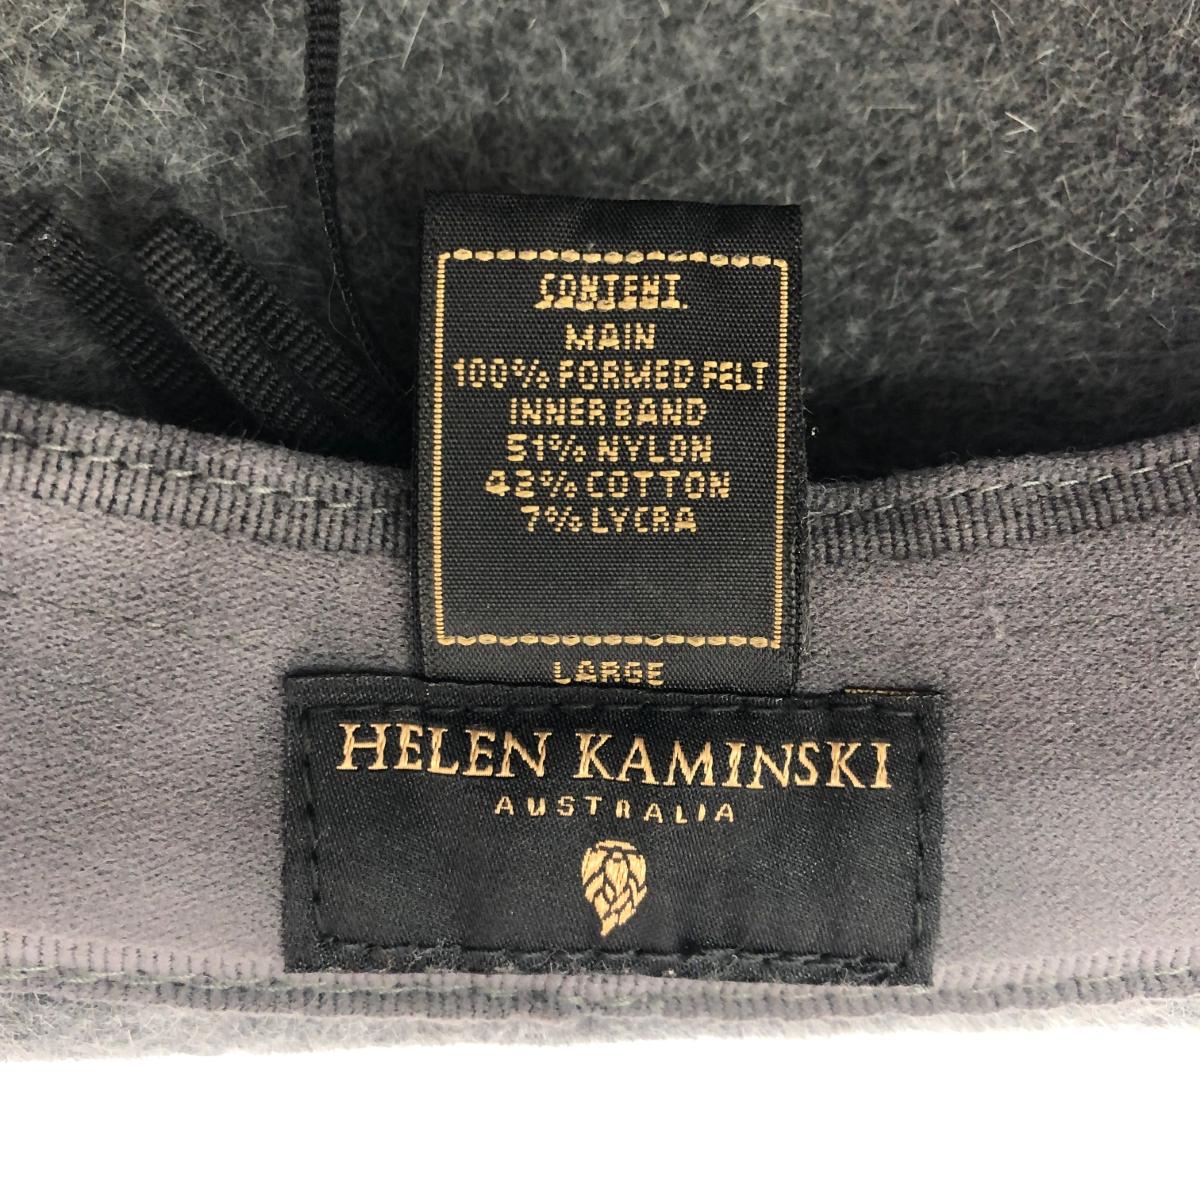 CONTENT
MAIN
100% FORMED FELT
INNER BAND
51% NYLON
42% COTTON
7% LYCRA
LARGE
HELEN KAMINSKI
AUSTRALIA